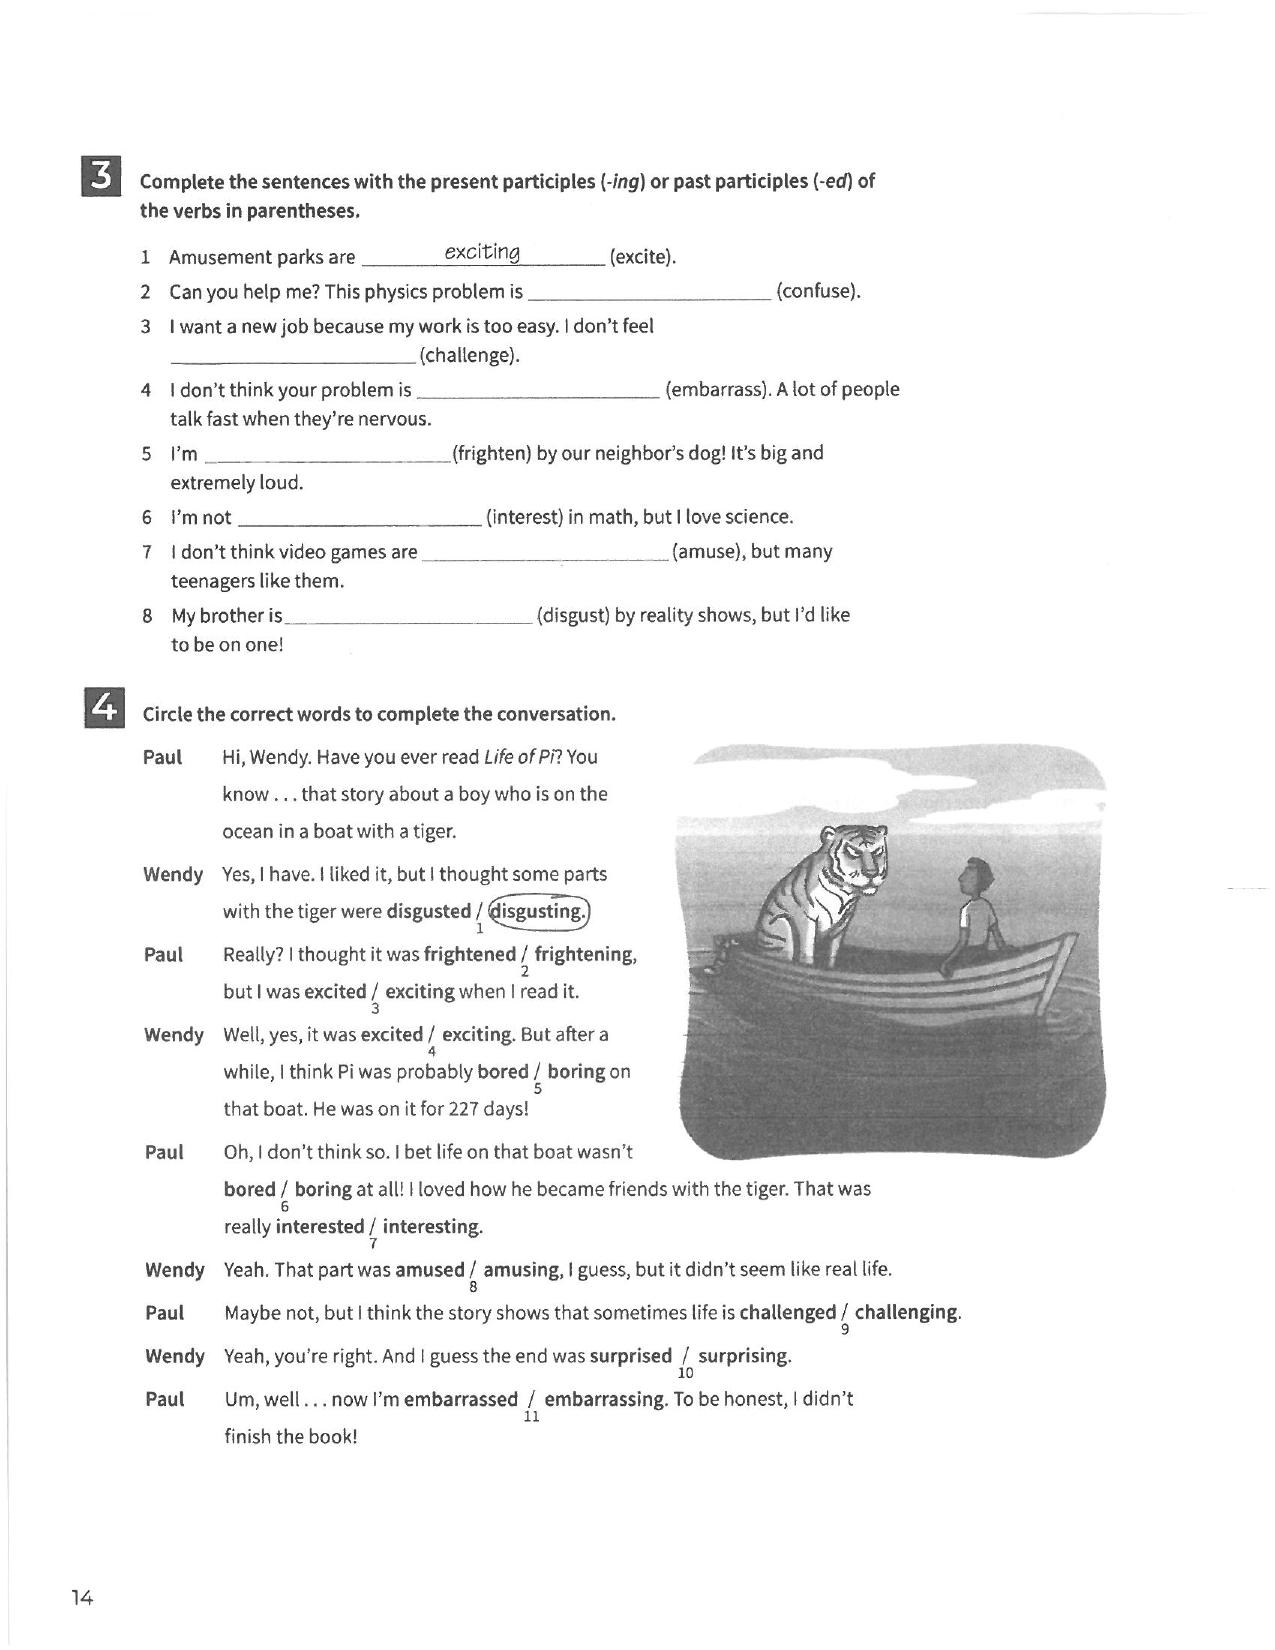 3 Complete the sentences with the present participles (-ing) or past participles (-ed) of
the verbs in parentheses.
1 Amusement parks are ________ exciting ________ (excite).
2 Can you help me? This physics problem is ________________ (confuse).
3 I want a new job because my work is too easy. I don't feel
________________ (challenge).
4 I don't think your problem is ________________ (embarrass). A lot of people
talk fast when they're nervous.
5 I'm ________________ (frighten) by our neighbor's dog! It's big and
extremely loud.
6 I'm not ________________ (interest) in math, but I love science.
7 I don't think video games are ________________ (amuse), but many
teenagers like them.
8 My brother is ________________ (disgust) by reality shows, but I'd like
to be on one!
4 Circle the correct words to complete the conversation.
Paul Hi, Wendy. Have you ever read Life of Pi? You
know . . . that story about a boy who is on the
ocean in a boat with a tiger.
Wendy Yes, I have. I liked it, but I thought some parts
with the tiger were disgusted / disgusting.
1
Paul Really? I thought it was frightened / frightening,
2
but I was excited / exciting when I read it.
3
Wendy Well, yes, it was excited / exciting. But after a
4
while, I think Pi was probably bored / boring on
5
that boat. He was on it for 227 days!
Paul Oh, I don't think so. I bet life on that boat wasn't
bored / boring at all! I loved how he became friends with the tiger. That was
6
really interested / interesting.
7
Wendy Yeah. That part was amused / amusing, I guess, but it didn't seem like real life.
8
Paul Maybe not, but I think the story shows that sometimes life is challenged / challenging.
9
Wendy Yeah, you're right. And I guess the end was surprised / surprising.
10
Paul Um, well . . . now I'm embarrassed / embarrassing. To be honest, I didn't
11
finish the book!
14